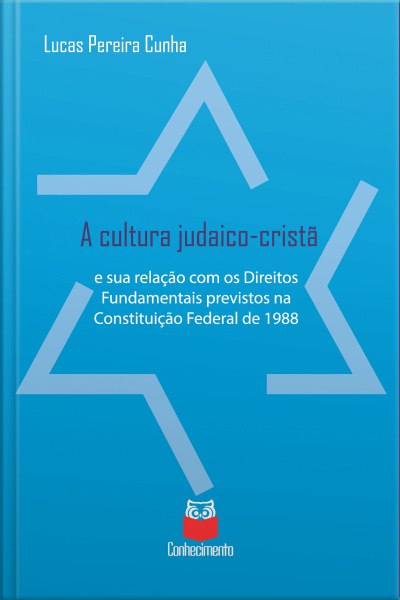 Lucas Pereira Cunha
A cultura judaico-cristã
e sua relação com os Direitos
Fundamentais previstos na
Constituição Federal de 1988
Conhecimento